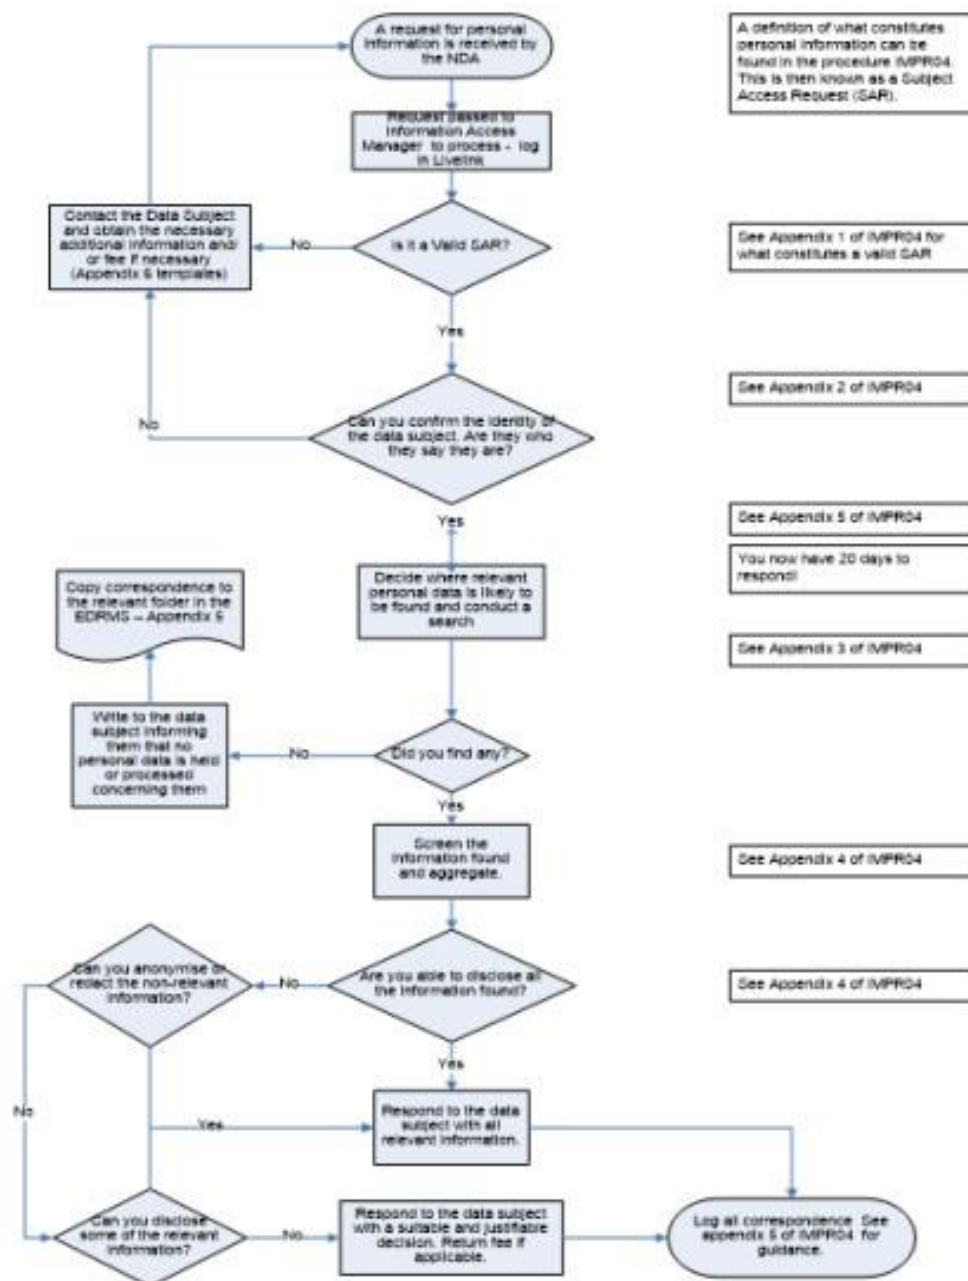 A request for personal
information is received by
the NDA
A definition of what constitutes
personal information can be
found in the procedure IMPR04.
This is then known as a Subject
Access Request (SAR).
Request passed to
Information Access
Manager to process - log
in Livelink
Contact the Data Subject
and obtain the necessary
additional information and/
or fee if necessary
(Appendix 6 templates)
No
Is it a Valid SAR?
See Appendix 1 of IMPR04 for
what constitutes a valid SAR
Yes
See Appendix 2 of IMPR04
No
Can you confirm the identity of
the data subject. Are they who
they say they are?
Yes
See Appendix 5 of IMPR04
You now have 20 days to
respond!
Copy correspondence to
the relevant folder in the
EDRMS – Appendix 5
Decide where relevant
personal data is likely to
be found and conduct a
search
See Appendix 3 of IMPR04
Write to the data
subject informing
them that no
personal data is held
or processed
concerning them
No
Did you find any?
Yes
Screen the
information found
and aggregate.
See Appendix 4 of IMPR04
Can you anonymise or
redact the non-relevant
information?
No
Are you able to disclose all
the information found?
See Appendix 4 of IMPR04
Yes
No
Yes
Respond to the data
subject with all
relevant information.
Can you disclose
some of the relevant
information?
No
Respond to the data subject
with a suitable and justifiable
decision. Return fee if
applicable.
Log all correspondence See
appendix 5 of IMPR04 for
guidance.